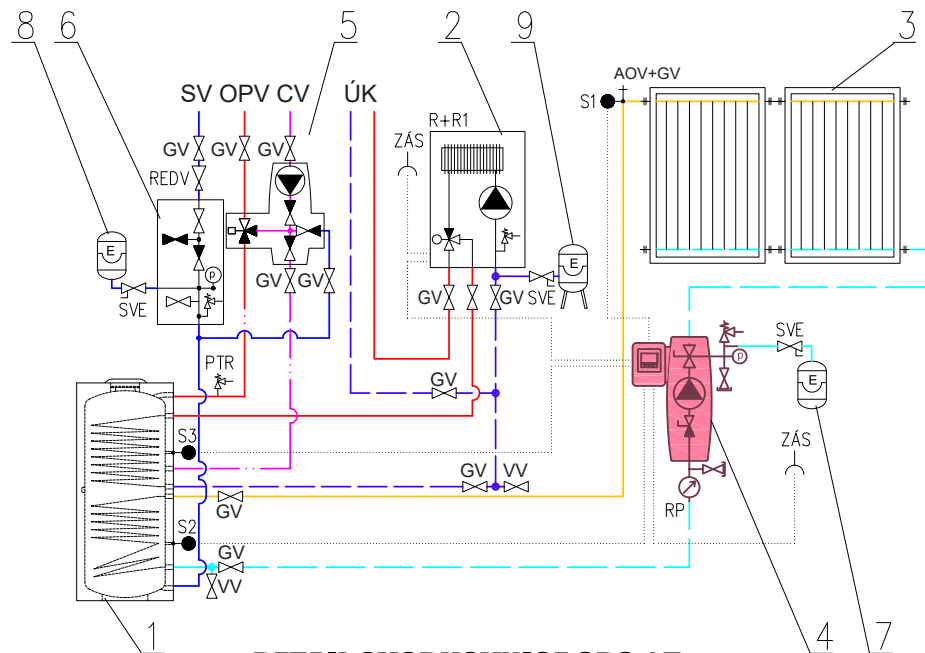 8 6 5 2 9 3
SV OPV CV ÚK
AOV+GV
S1
R+R1
ZÁS
GV GV GV
REDV
E
E
P
GV GV
GV GV
SVE
SVE
SVE
P
PTR
E
GV
S3
ZÁS
GV VV
GV
RP
S2
GV
VV
1 4 7